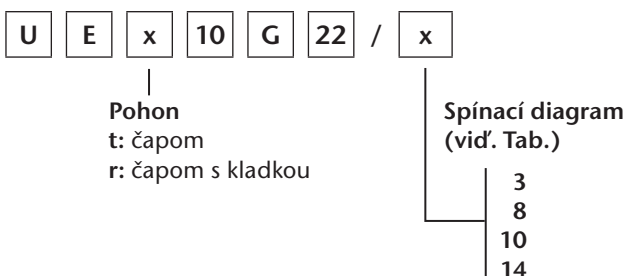 U E x 10 G 22 / x
Pohon
t: čapom
r: čapom s kladkou
Spínací diagram
(viď. Tab.)
3
8
10
14